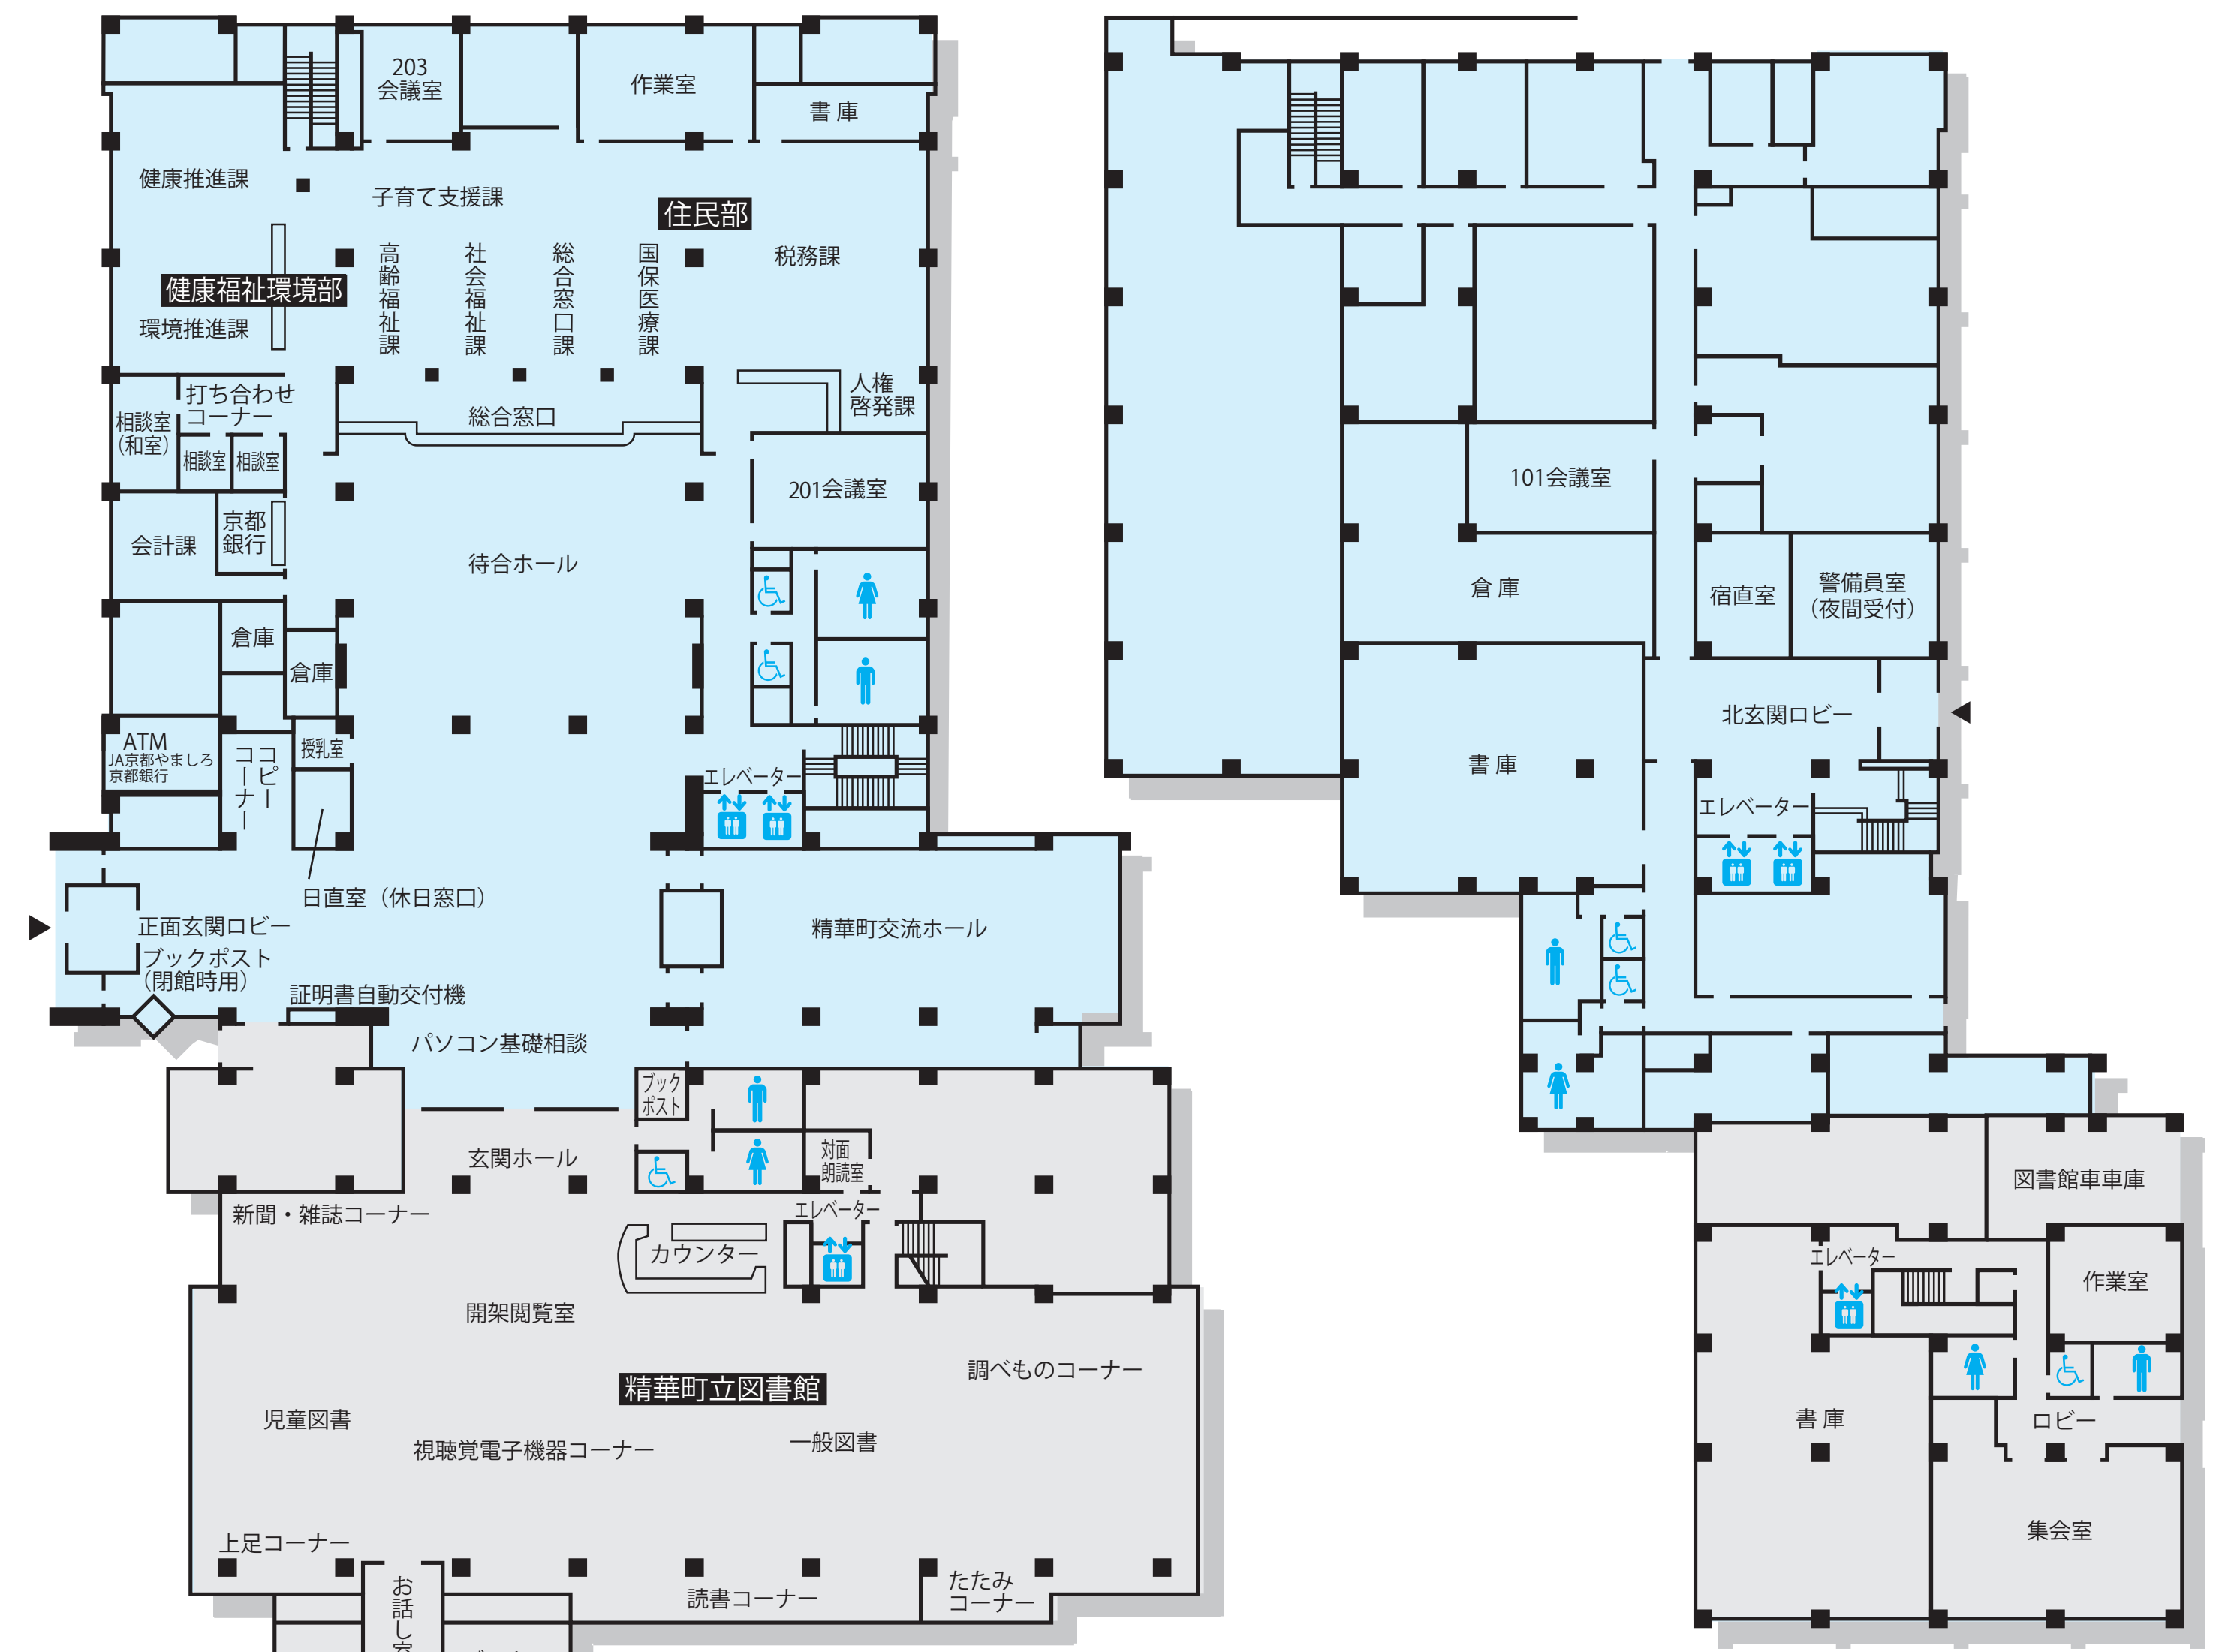 203
会議室
作業室
書 庫
健康推進課
子育て支援課
住民部
税務課
高齢福祉課
社会福祉課
総合窓口課
国保医療課
健康福祉環境部
環境推進課
人権
啓発課
打ち合わせ
コーナー
相談室
(和室)
相談室
相談室
総合窓口
201会議室
京都
銀行
会計課
待合ホール
倉庫
倉庫
ATM
JA京都やましろ
京都銀行
コピー
コーナー
授乳室
エレベーター
日直室（休日窓口）
正面玄関ロビー
ブックポスト
（閉館時用）
精華町交流ホール
証明書自動交付機
パソコン基礎相談
ブック
ポスト
玄関ホール
対面
朗読室
エレベーター
新聞・雑誌コーナー
カウンター
開架閲覧室
調べものコーナー
精華町立図書館
児童図書
視聴覚電子機器コーナー
一般図書
上足コーナー
お話し室
読書コーナー
たたみ
コーナー
101会議室
倉 庫
宿直室
警備員室
（夜間受付）
北玄関ロビー
書 庫
エレベーター
図書館車車庫
エレベーター
作業室
書 庫
ロビー
集会室